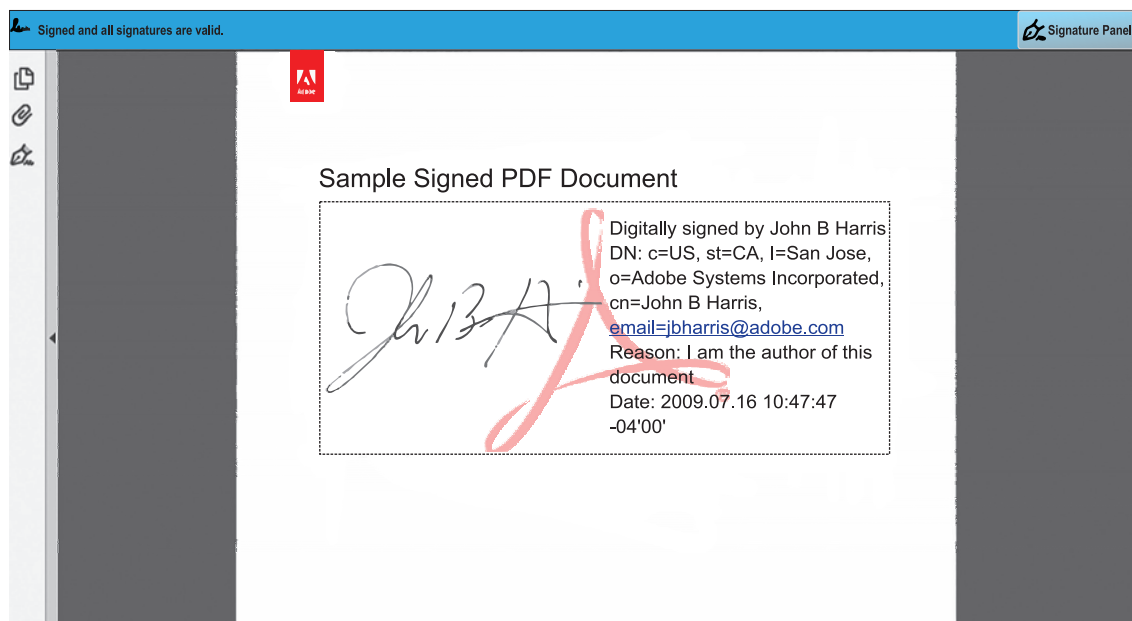 Signed and all signatures are valid.
Signature Panel
Adobe
Sample Signed PDF Document
Digitally signed by John B Harris
DN: c=US, st=CA, l=San Jose,
o=Adobe Systems Incorporated,
cn=John B Harris,
email=jbharris@adobe.com
Reason: I am the author of this
document
Date: 2009.07.16 10:47:47
-04'00'